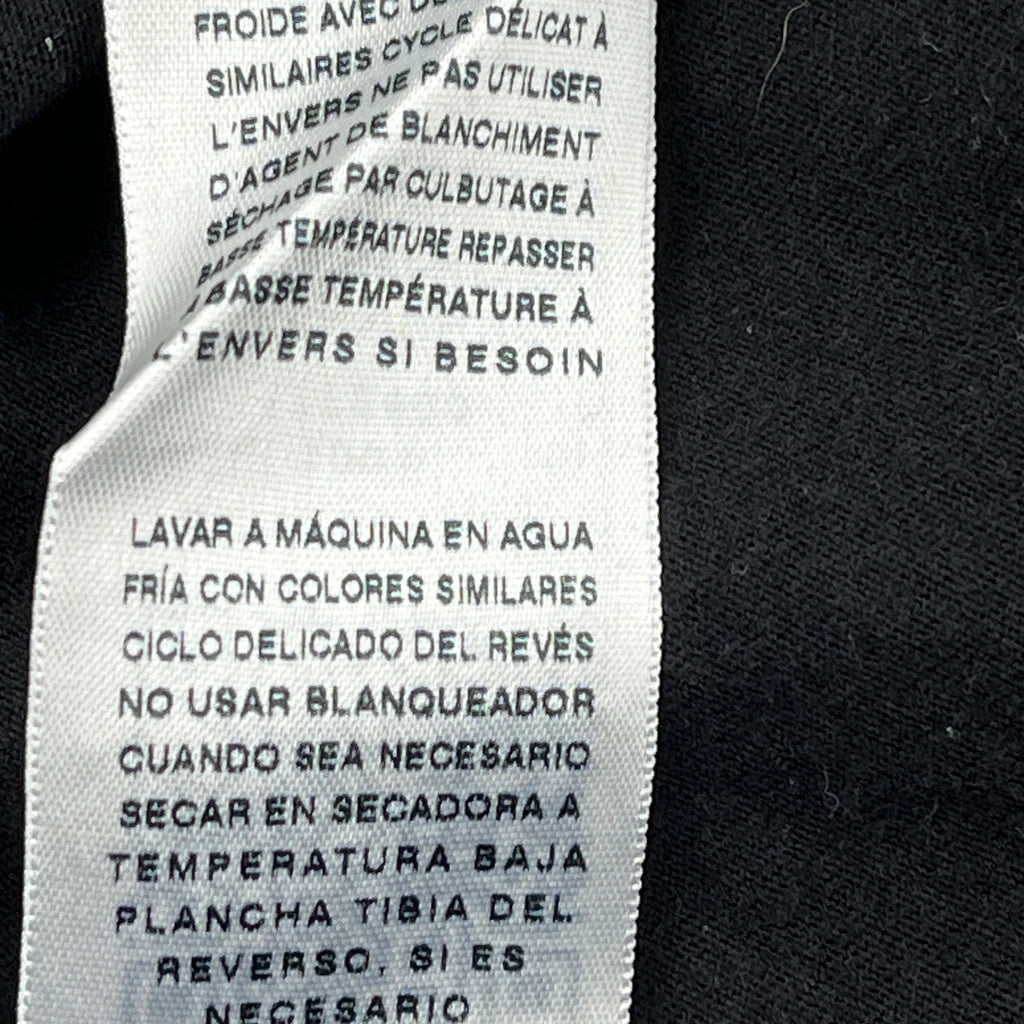 FROIDE AVEC
SIMILAIRES CYCLE DÉLICAT À
L'ENVERS NE PAS UTILISER
D'AGENT DE BLANCHIMENT
SÉCHAGE PAR CULBUTAGE À
BASSE TEMPÉRATURE REPASSER
BASSE TEMPÉRATURE À
L'ENVERS SI BESOIN
LAVAR A MÁQUINA EN AGUA
FRÍA CON COLORES SIMILARES
CICLO DELICADO DEL REVÉS
NO USAR BLANQUEADOR
CUANDO SEA NECESARIO
SECAR EN SECADORA A
TEMPERATURA BAJA
PLANCHA TIBIA DEL
REVERSO, SI ES
NECESARIO